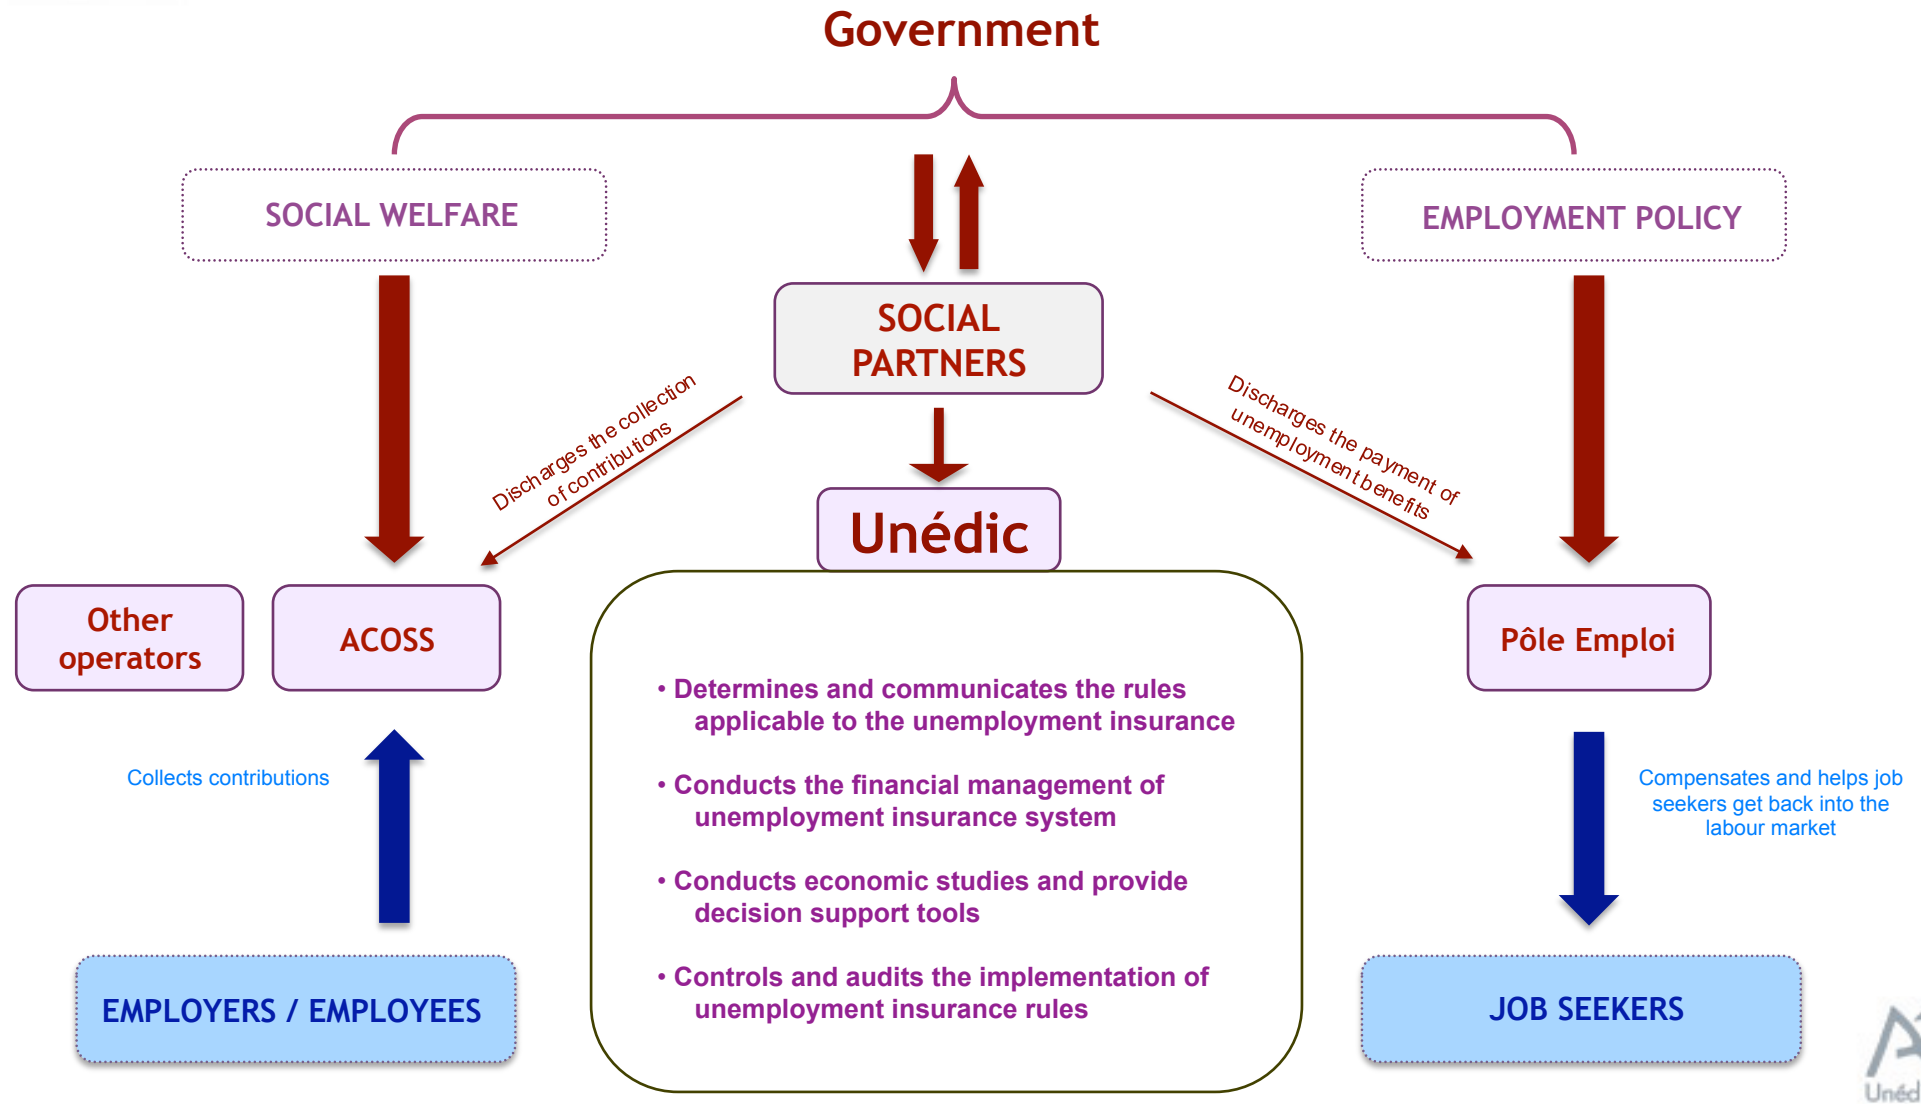 Government
SOCIAL WELFARE
EMPLOYMENT POLICY
SOCIAL
PARTNERS
Discharges the collection
of contributions
Discharges the payment of
unemployment benefits
Unédic
Other
operators
ACOSS
Pôle Emploi
• Determines and communicates the rules
applicable to the unemployment insurance
• Conducts the financial management of
unemployment insurance system
• Conducts economic studies and provide
decision support tools
• Controls and audits the implementation of
unemployment insurance rules
Collects contributions
Compensates and helps job
seekers get back into the
labour market
EMPLOYERS / EMPLOYEES
JOB SEEKERS
Unéd